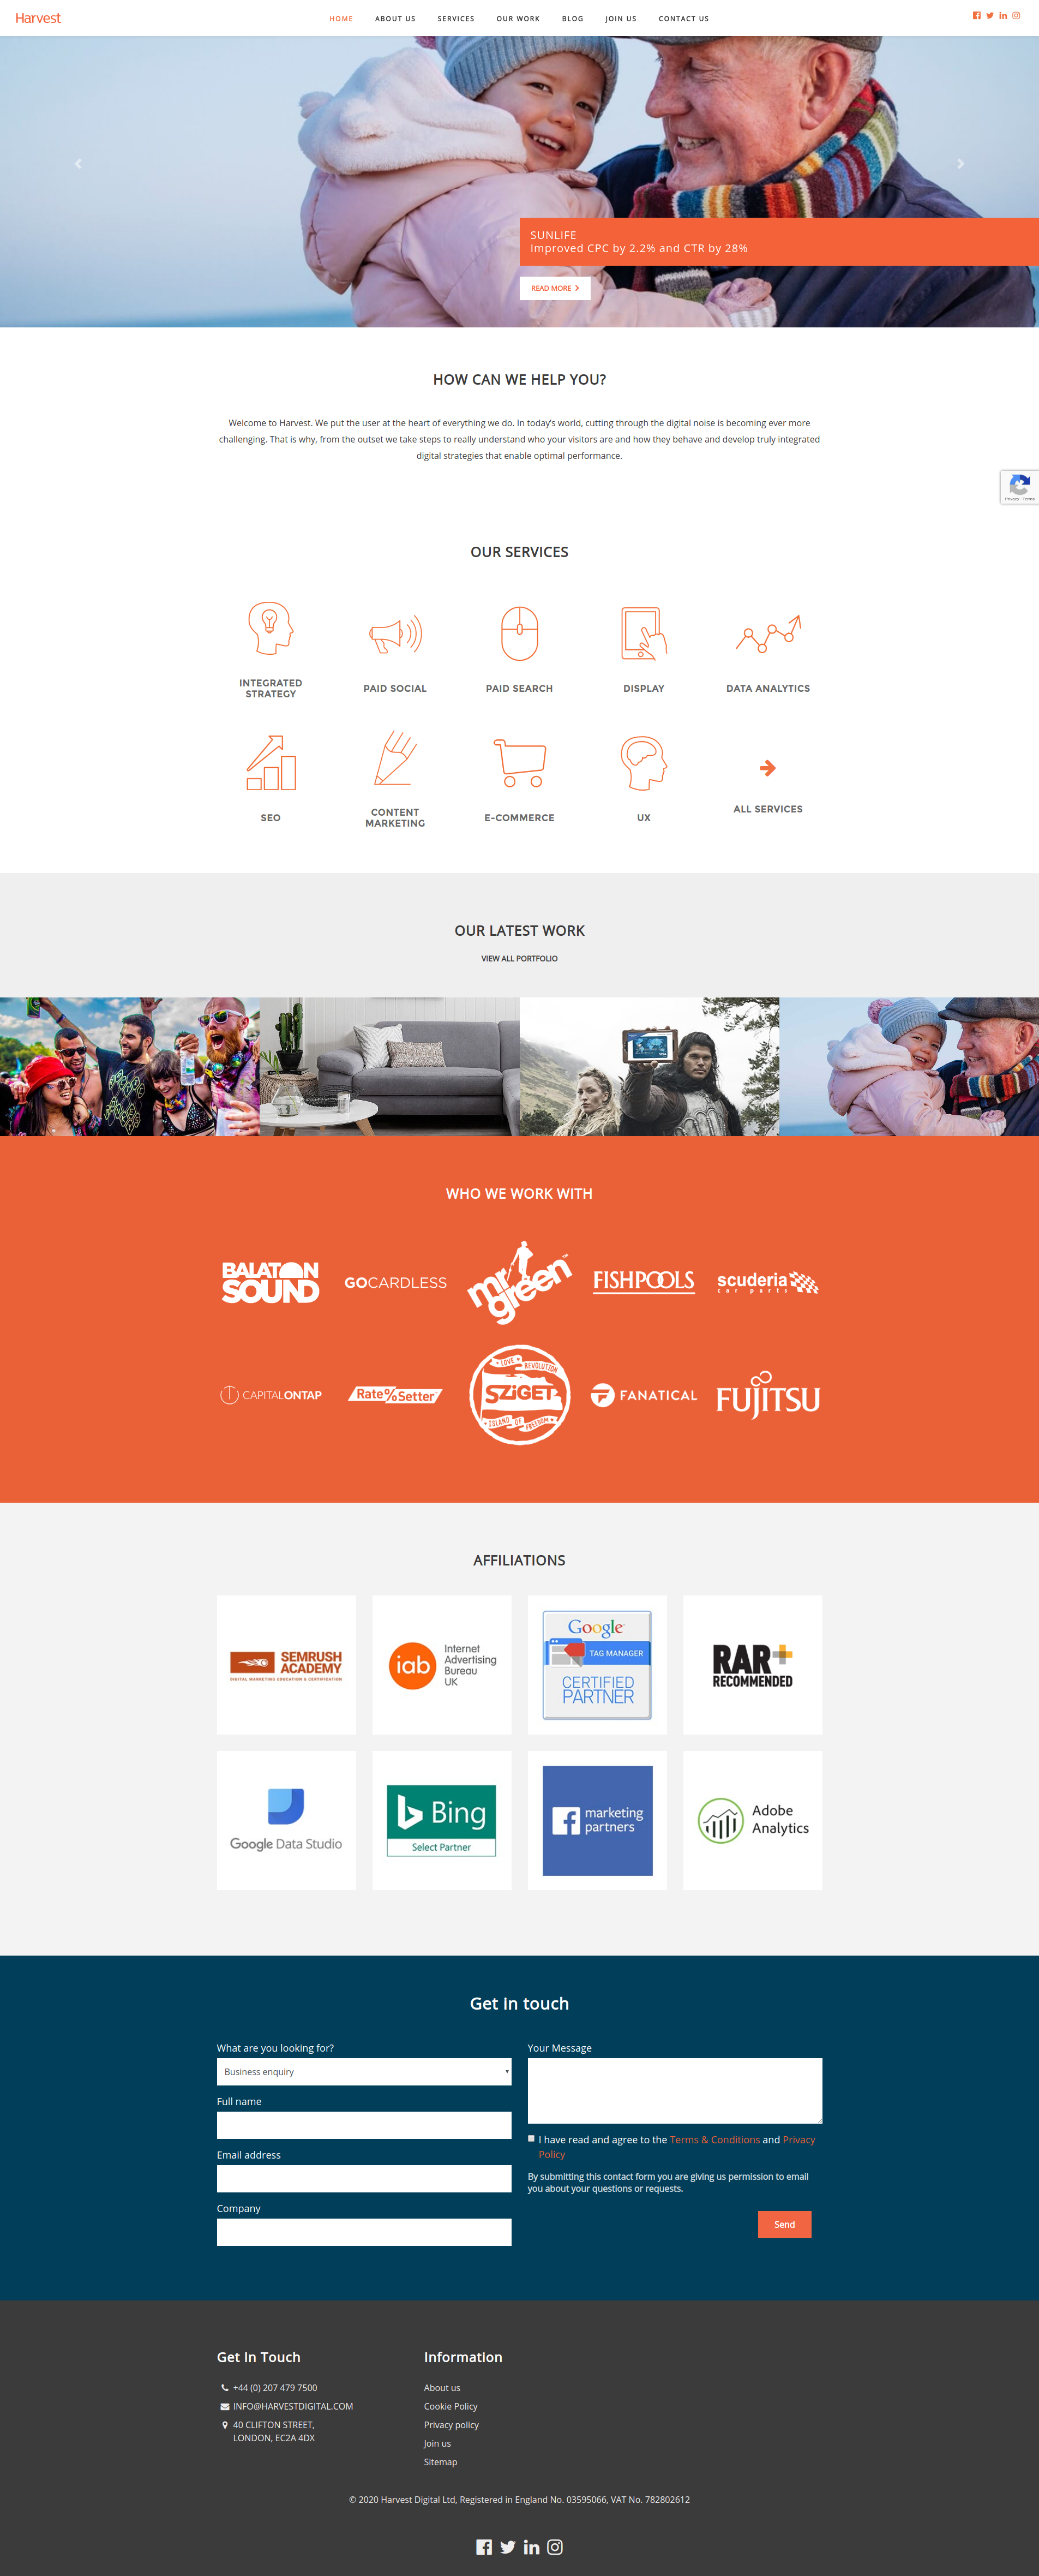 Harvest
HOME ABOUT US SERVICES OUR WORK BLOG JOIN US CONTACT US
SUNLIFE
Improved CPC by 2.2% and CTR by 28%
READ MORE
HOW CAN WE HELP YOU?
Welcome to Harvest. We put the user at the heart of everything we do. In today's world, cutting through the digital noise is becoming ever more
challenging. That is why, from the outset we take steps to really understand who your visitors are and how they behave and develop truly integrated
digital strategies that enable optimal performance.
Privacy - Terms
OUR SERVICES
INTEGRATED
STRATEGY
PAID SOCIAL
PAID SEARCH
DISPLAY
DATA ANALYTICS
SEO
CONTENT
MARKETING
E-COMMERCE
UX
ALL SERVICES
OUR LATEST WORK
VIEW ALL PORTFOLIO
WHO WE WORK WITH
BALATON
SOUND
GOCARDLESS
mr green
FISHPOOLS
scuderia
car parts
CAPITALONTAP
RateSetter
LOVE REVOLUTION
SZIGET
ISLAND OF FREEDOM
FANATICAL
FUJITSU
AFFILIATIONS
SEMRUSH
ACADEMY
DIGITAL MARKETING EDUCATION & CERTIFICATION
iab
Internet
Advertising
Bureau
UK
Google
TAG MANAGER
CERTIFIED
PARTNER
RAR+
RECOMMENDED
Google Data Studio
Bing
Select Partner
marketing
partners
Adobe
Analytics
Get in touch
What are you looking for?
Business enquiry
Full name
Email address
Company
Your Message
I have read and agree to the Terms & Conditions and Privacy
Policy
By submitting this contact form you are giving us permission to email
you about your questions or requests.
Send
Get In Touch
+44 (0) 207 479 7500
INFO@HARVESTDIGITAL.COM
40 CLIFTON STREET,
LONDON, EC2A 4DX
Information
About us
Cookie Policy
Privacy policy
Join us
Sitemap
© 2020 Harvest Digital Ltd, Registered in England No. 03595066, VAT No. 782802612